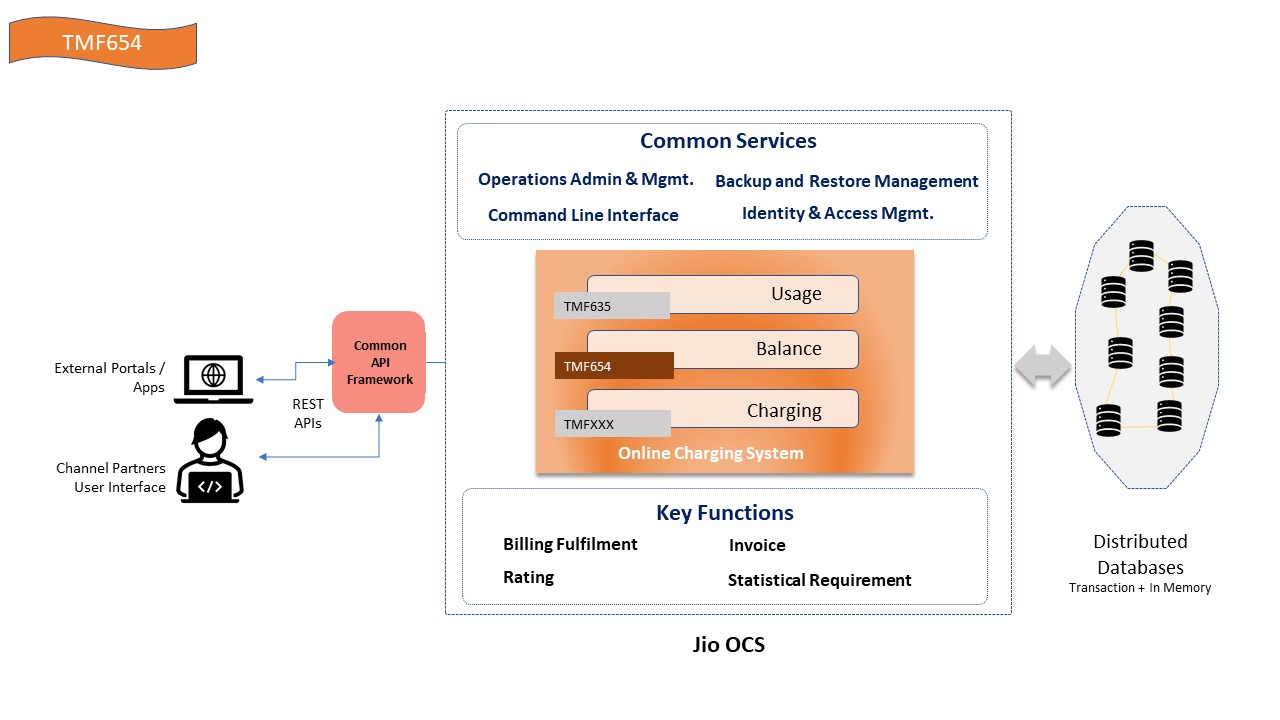 TMF654
Common Services
Operations Admin & Mgmt.
Backup and Restore Management
Command Line Interface
Identity & Access Mgmt.
Usage
TMF635
Balance
TMF654
Charging
TMFXXX
Online Charging System
Common
API
Framework
External Portals /
Apps
REST
APIs
Channel Partners
User Interface
Key Functions
Billing Fulfilment
Invoice
Rating
Statistical Requirement
Jio OCS
Distributed
Databases
Transaction + In Memory